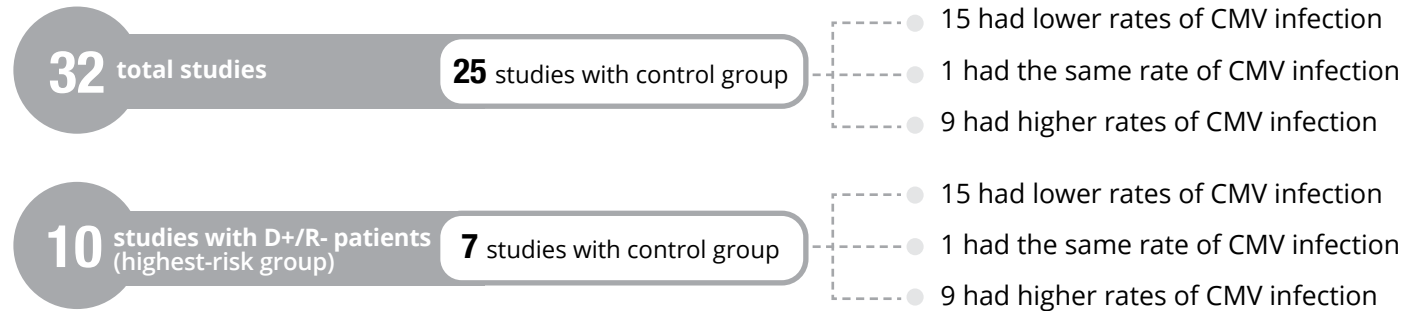 32 total studies
25 studies with control group
15 had lower rates of CMV infection
1 had the same rate of CMV infection
9 had higher rates of CMV infection
10 studies with D+/R- patients
(highest-risk group)
7 studies with control group
15 had lower rates of CMV infection
1 had the same rate of CMV infection
9 had higher rates of CMV infection